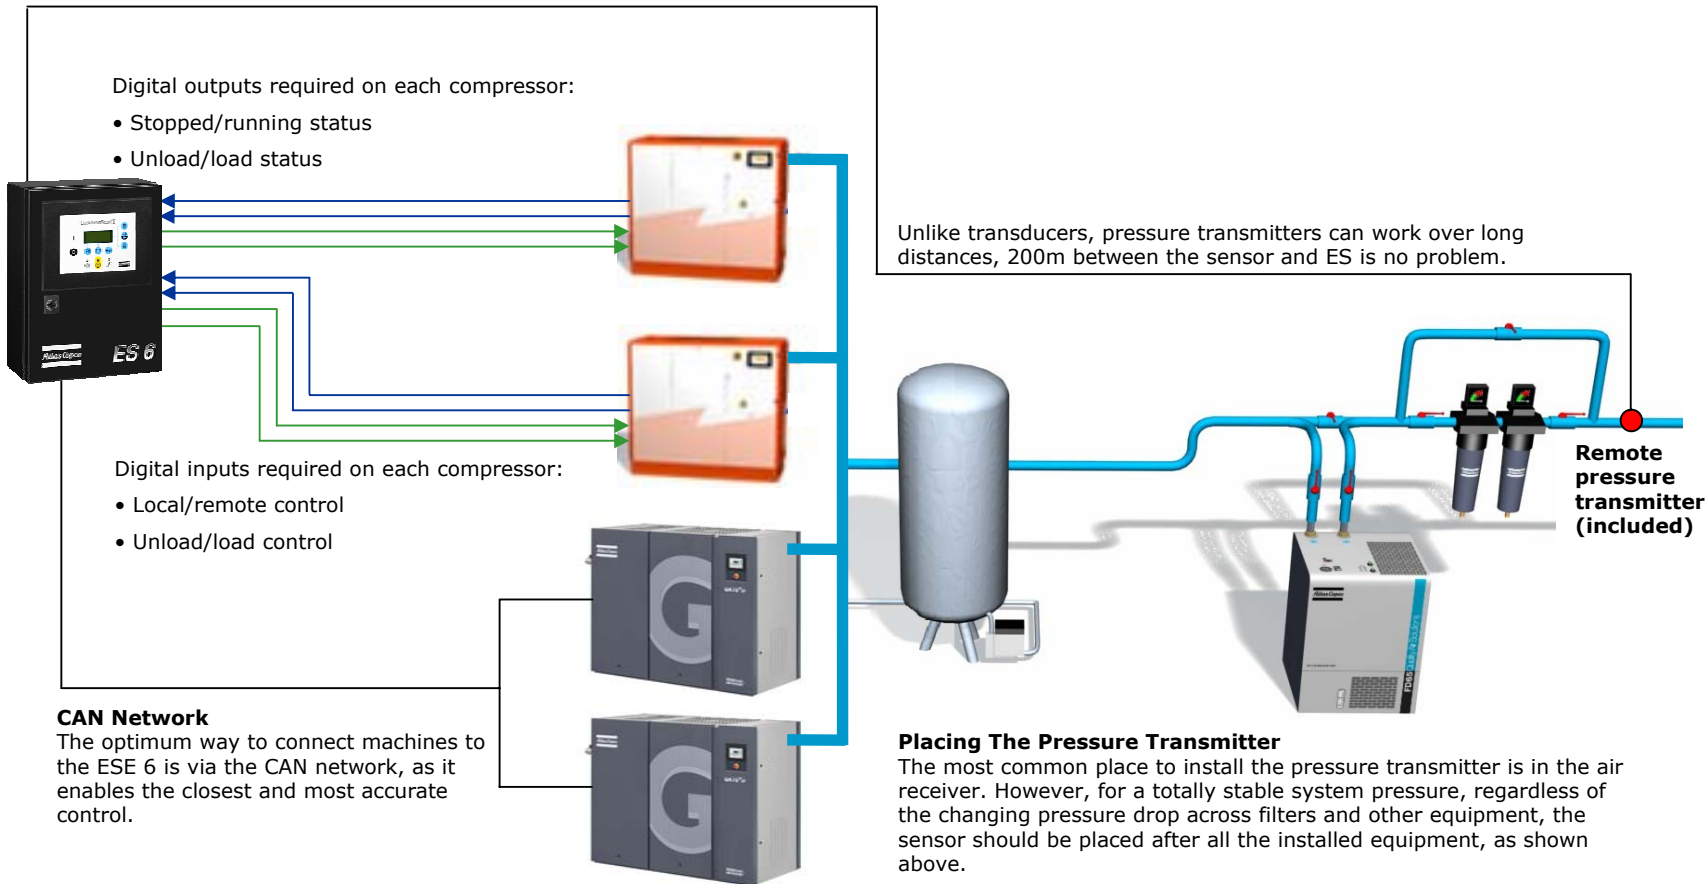 Digital outputs required on each compressor:
• Stopped/running status
• Unload/load status
Atlas Copco
ES 6
Unlike transducers, pressure transmitters can work over long
distances, 200m between the sensor and ES is no problem.
Digital inputs required on each compressor:
• Local/remote control
• Unload/load control
Remote
pressure
transmitter
(included)
G
G
Atlas Copco
FD65
CAN Network
The optimum way to connect machines to
the ESE 6 is via the CAN network, as it
enables the closest and most accurate
control.
Placing The Pressure Transmitter
The most common place to install the pressure transmitter is in the air
receiver. However, for a totally stable system pressure, regardless of
the changing pressure drop across filters and other equipment, the
sensor should be placed after all the installed equipment, as shown
above.